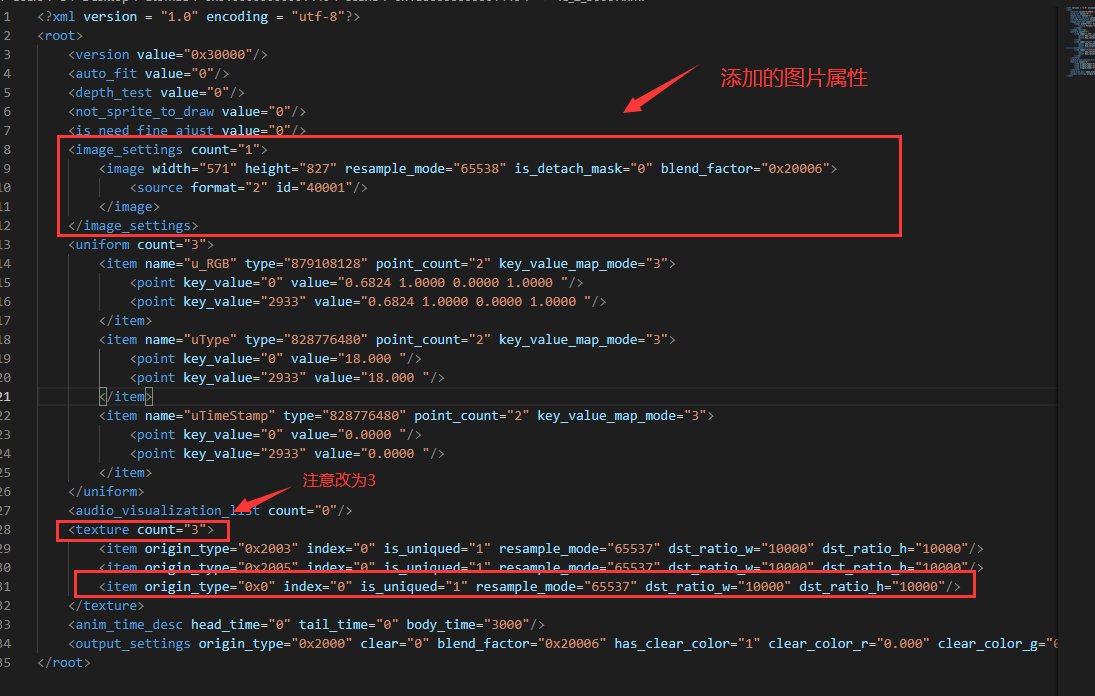 1 <?xml version = "1.0" encoding = "utf-8"?>
2 <root>
3 <version value="0x30000"/>
4 <auto_fit value="0"/>
5 <depth_test value="0"/>
添加的图片属性
6 <not_sprite_to_draw value="0"/>
7 <is_need_fine_ajust value="0"/>
8 <image_settings count="1">
9 <image width="571" height="827" resample_mode="65538" is_detach_mask="0" blend_factor="0x20006">
10 <source format="2" id="40001"/>
11 </image>
12 </image_settings>
13 <uniform count="3">
14 <item name="u_RGB" type="879108128" point_count="2" key_value_map_mode="3">
15 <point key_value="0" value="0.6824 1.0000 0.0000 1.0000 "/>
16 <point key_value="2933" value="0.6824 1.0000 0.0000 1.0000 "/>
17 </item>
18 <item name="uType" type="828776480" point_count="2" key_value_map_mode="3">
19 <point key_value="0" value="18.000 "/>
20 <point key_value="2933" value="18.000 "/>
21 </item>
22 <item name="uTimeStamp" type="828776480" point_count="2" key_value_map_mode="3">
23 <point key_value="0" value="0.0000 "/>
24 <point key_value="2933" value="0.0000 "/>
25 </item>
注意改为3
26 </uniform>
27 <audio_visualization_list count="0"/>
28 <texture count="3">
29 <item origin_type="0x2003" index="0" is_uniqued="1" resample_mode="65537" dst_ratio_w="10000" dst_ratio_h="10000"/>
30 <item origin_type="0x2005" index="0" is_uniqued="1" resample_mode="65537" dst_ratio_w="10000" dst_ratio_h="10000"/>
31 <item origin_type="0x0" index="0" is_uniqued="1" resample_mode="65537" dst_ratio_w="10000" dst_ratio_h="10000"/>
32 </texture>
33 <anim_time_desc head_time="0" tail_time="0" body_time="3000"/>
34 <output_settings origin_type="0x2000" clear="0" blend_factor="0x20006" has_clear_color="1" clear_color_r="0.000" clear_color_g="
35 </root>